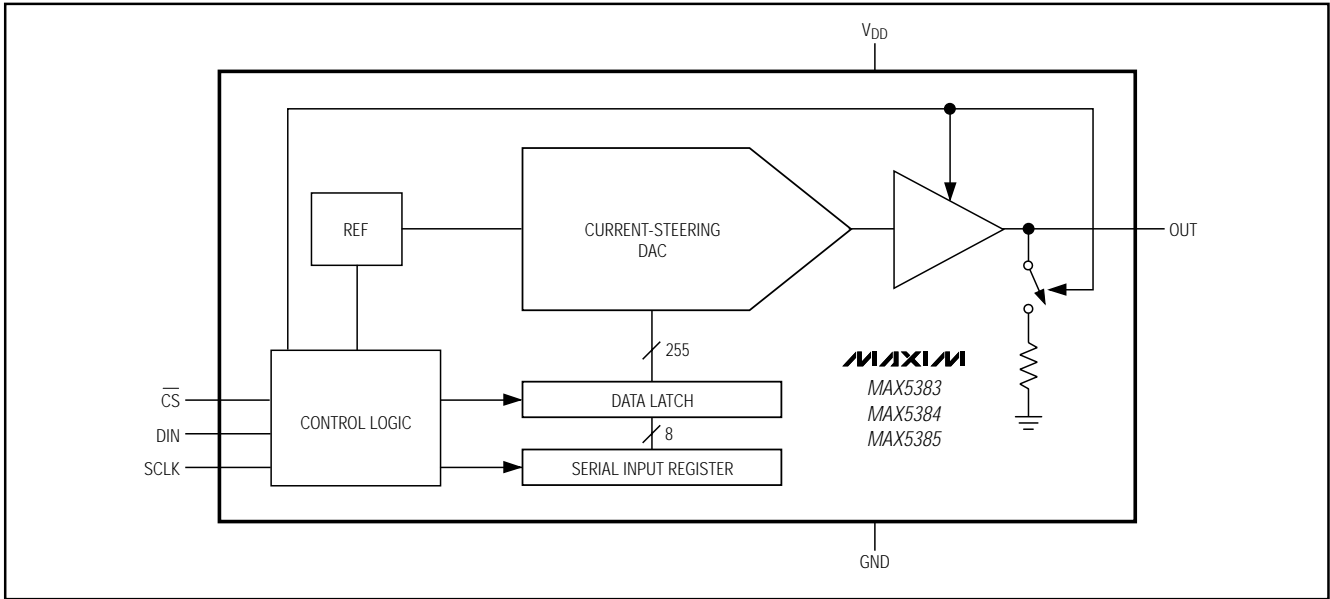 VDD
REF
CURRENT-STEERING
DAC
OUT
255
MAXIM
MAX5383
MAX5384
MAX5385
CS
DIN
SCLK
CONTROL LOGIC
DATA LATCH
8
SERIAL INPUT REGISTER
GND